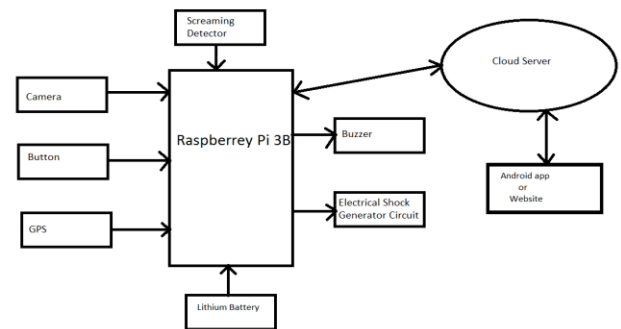 Screaming
Detector
Cloud Server
Camera
Raspberrey Pi 3B
Buzzer
Button
Android app
or
Website
Electrical Shock
Generator Circuit
GPS
Lithium Battery